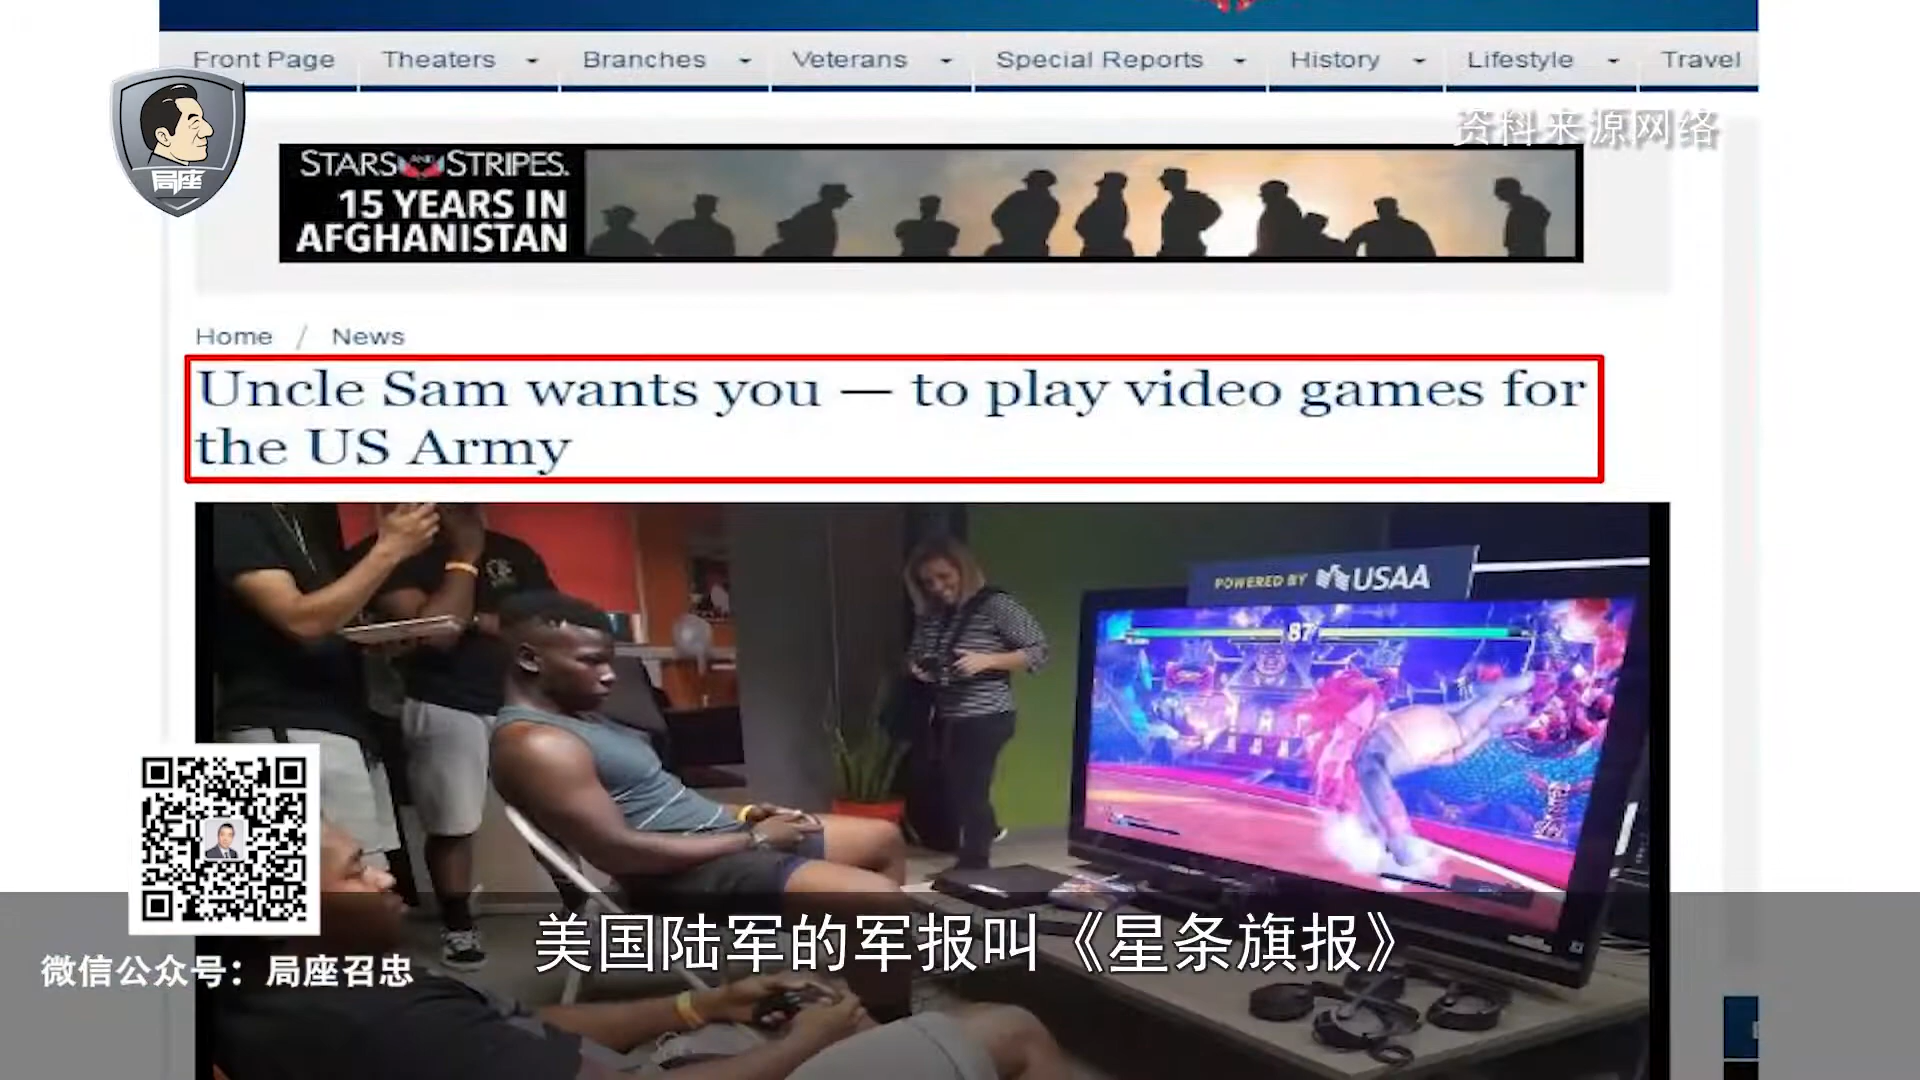 Front Page
Theaters
Branches
Veterans
Special Reports
History
Lifestyle
Travel
资料来源网络
局座
STARS AND STRIPES.
15 YEARS IN
AFGHANISTAN
Home / News
Uncle Sam wants you — to play video games for
the US Army
POWERED BY USAA
87
美国陆军的军报叫《星条旗报》
微信公众号：局座召忠